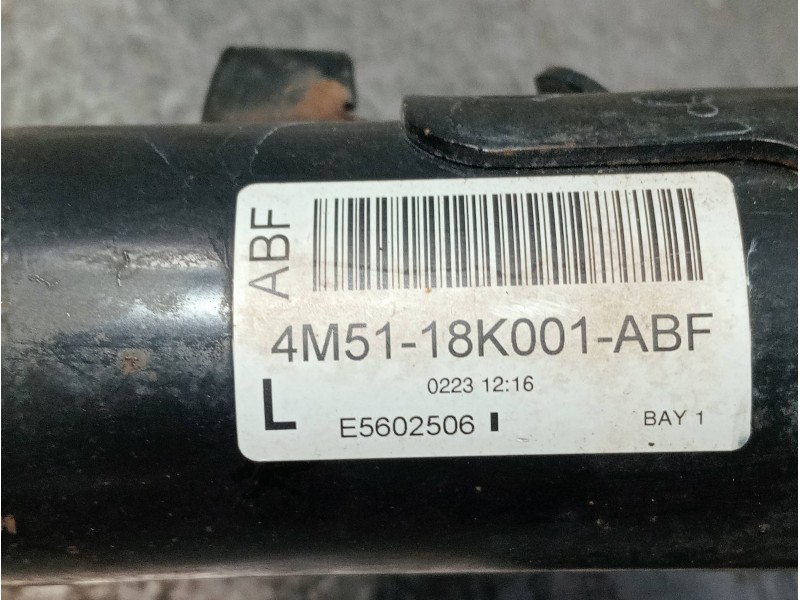 ABF
4M51-18K001-ABF
0223 12:16
L
E5602506
BAY 1